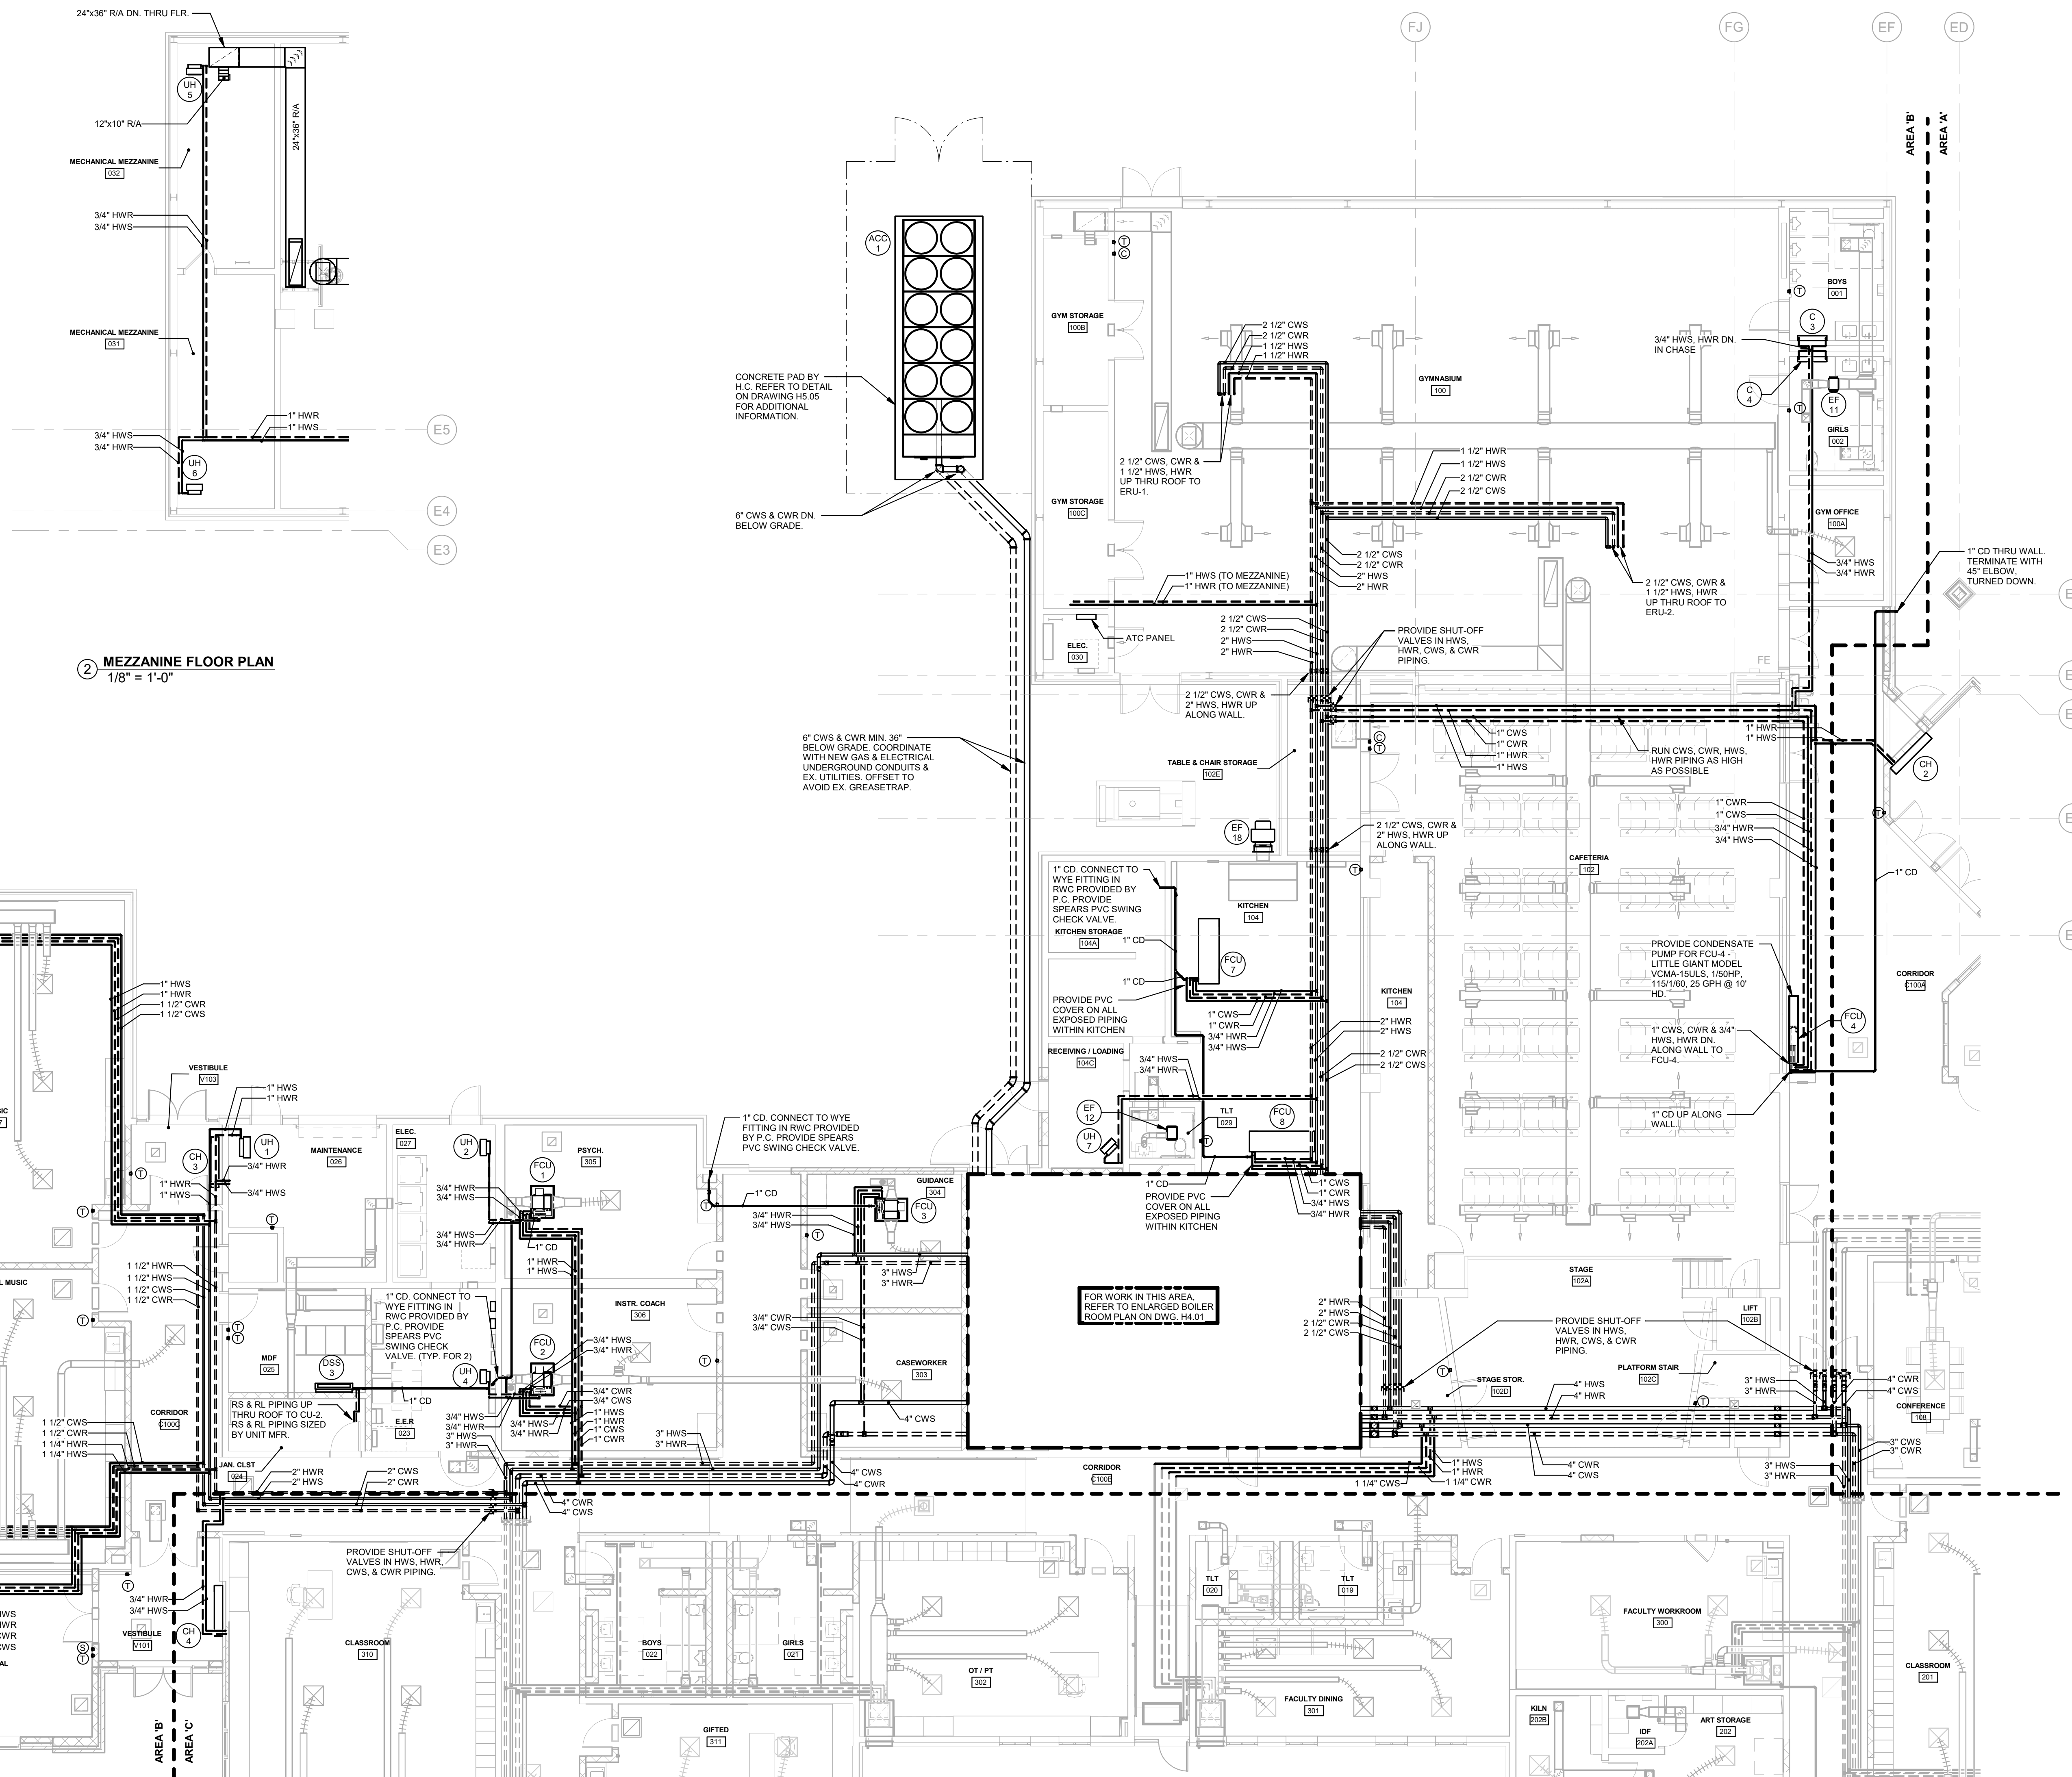 24"x36" R/A DN. THRU FLR.
UH
5
12"x10" R/A
24"x36" R/A
MECHANICAL MEZZANINE
032
3/4" HWR
3/4" HWS
MECHANICAL MEZZANINE
031
1" HWR
1" HWS
3/4" HWS
3/4" HWR
UH
6
E5
E4
E3
2
MEZZANINE FLOOR PLAN
1/8" = 1'-0"
FJ
FG
EF
ED
AREA 'B'
AREA 'A'
ACC
1
CONCRETE PAD BY
H.C. REFER TO DETAIL
ON DRAWING H5.05
FOR ADDITIONAL
INFORMATION.
6" CWS & CWR DN.
BELOW GRADE.
6" CWS & CWR MIN. 36"
BELOW GRADE. COORDINATE
WITH NEW GAS & ELECTRICAL
UNDERGROUND CONDUITS &
EX. UTILITIES. OFFSET TO
AVOID EX. GREASETRAP.
T
C
GYM STORAGE
100B
GYM STORAGE
100C
2 1/2" CWS
2 1/2" CWR
1 1/2" HWS
1 1/2" HWR
GYMNASIUM
100
2 1/2" CWS, CWR &
1 1/2" HWS, HWR
UP THRU ROOF TO
ERU-1.
1 1/2" HWR
1 1/2" HWS
2 1/2" CWR
2 1/2" CWS
2 1/2" CWS
2 1/2" CWR
2" HWS
2" HWR
2 1/2" CWS, CWR &
1 1/2" HWS, HWR
UP THRU ROOF TO
ERU-2.
1" HWS (TO MEZZANINE)
1" HWR (TO MEZZANINE)
ATC PANEL
ELEC.
030
2 1/2" CWS
2 1/2" CWR
2" HWS
2" HWR
PROVIDE SHUT-OFF
VALVES IN HWS,
HWR, CWS, & CWR
PIPING.
FE
2 1/2" CWS, CWR &
2" HWS, HWR UP
ALONG WALL.
3/4" HWS, HWR DN.
IN CHASE
C
3
C
4
EF
11
T
T
BOYS
001
GIRLS
002
GYM OFFICE
100A
3/4" HWS
3/4" HWR
1" CD THRU WALL.
TERMINATE WITH
45° ELBOW,
TURNED DOWN.
C
T
1" CWS
1" CWR
1" HWR
1" HWS
RUN CWS, CWR, HWS,
HWR PIPING AS HIGH
AS POSSIBLE
1" HWR
1" HWS
CH
2
T
TABLE & CHAIR STORAGE
102E
EF
18
2 1/2" CWS, CWR &
2" HWS, HWR UP
ALONG WALL.
T
1" CWR
1" CWS
3/4" HWR
3/4" HWS
CAFETERIA
102
1" CD
1" CD. CONNECT TO
WYE FITTING IN
RWC PROVIDED BY
P.C. PROVIDE
SPEARS PVC SWING
CHECK VALVE.
KITCHEN STORAGE
104A
KITCHEN
104
1" CD
FCU
7
1" CD
PROVIDE PVC
COVER ON ALL
EXPOSED PIPING
WITHIN KITCHEN
1" CWS
1" CWR
3/4" HWR
3/4" HWS
KITCHEN
104
2" HWR
2" HWS
2 1/2" CWR
2 1/2" CWS
PROVIDE CONDENSATE
PUMP FOR FCU-4 -
LITTLE GIANT MODEL
VCMA-15ULS, 1/50HP,
115/1/60, 25 GPH @ 10'
HD.
1" CWS, CWR & 3/4"
HWS, HWR DN.
ALONG WALL TO
FCU-4.
FCU
4
1" CD UP ALONG
WALL.
CORRIDOR
C100A
RECEIVING / LOADING
104C
3/4" HWS
3/4" HWR
EF
12
UH
7
TLT
029
T
FCU
8
1" CD
PROVIDE PVC
COVER ON ALL
EXPOSED PIPING
WITHIN KITCHEN
1" CWS
1" CWR
3/4" HWS
3/4" HWR
1" HWS
1" HWR
1 1/2" CWR
1 1/2" CWS
VESTIBULE
V103
1" HWS
1" HWR
UH
1
CH
3
3/4" HWR
3/4" HWS
1" HWR
1" HWS
T
T
MAINTENANCE
026
T
ELEC.
027
UH
2
3/4" HWR
3/4" HWS
3/4" HWS
3/4" HWR
FCU
1
PSYCH.
305
1" CD
1" HWR
1" HWS
1" CD. CONNECT TO WYE
FITTING IN RWC PROVIDED
BY P.C. PROVIDE SPEARS
PVC SWING CHECK VALVE.
T
1" CD
3/4" HWR
3/4" HWS
T
GUIDANCE
304
FCU
3
3" HWS
3" HWR
3/4" CWR
3/4" CWS
FOR WORK IN THIS AREA,
REFER TO ENLARGED BOILER
ROOM PLAN ON DWG. H4.01
L MUSIC
1 1/2" HWR
1 1/2" HWS
1 1/2" CWS
1 1/2" CWR
T
T
T
MDF
025
DSS
3
1" CD. CONNECT TO
WYE FITTING IN
RWC PROVIDED BY
P.C. PROVIDE
SPEARS PVC
SWING CHECK
VALVE. (TYP. FOR 2)
UH
4
FCU
2
INSTR. COACH
306
3/4" HWS
3/4" HWR
T
3/4" CWR
3/4" CWS
1" HWS
1" HWR
1" CWS
1" CWR
3/4" HWS
3/4" HWR
3/4" HWS
3/4" HWR
3" HWS
3" HWR
3" HWS
3" HWR
1" CD
RS & RL PIPING UP
THRU ROOF TO CU-2.
RS & RL PIPING SIZED
BY UNIT MFR.
E.E.R
023
CASEWORKER
303
4" CWS
CORRIDOR
C100C
1 1/2" CWS
1 1/2" CWR
1 1/4" HWR
1 1/4" HWS
JAN. CLST
024
2" HWR
2" HWS
2" CWS
2" CWR
4" CWR
4" CWS
4" CWS
4" CWR
CORRIDOR
C100B
2" HWR
2" HWS
2 1/2" CWR
2 1/2" CWS
STAGE
102A
LIFT
102B
PROVIDE SHUT-OFF
VALVES IN HWS,
HWR, CWS, & CWR
PIPING.
PLATFORM STAIR
102C
T
STAGE STOR.
102D
T
4" HWS
4" HWR
3" HWS
3" HWR
4" CWR
4" CWS
CONFERENCE
108
3" CWS
3" CWR
3" HWS
3" HWR
4" CWR
4" CWS
1" HWS
1" HWR
1 1/4" CWR
1 1/4" CWS
PROVIDE SHUT-OFF
VALVES IN HWS, HWR,
CWS, & CWR PIPING.
T
3/4" HWR
3/4" HWS
CH
4
VESTIBULE
V101
S
T
HWS
HWR
CWR
CWS
AL
AREA 'B'
AREA 'C'
CLASSROOM
310
BOYS
022
GIRLS
021
GIFTED
311
OT / PT
302
TLT
020
TLT
019
FACULTY DINING
301
FACULTY WORKROOM
300
KILN
202B
IDF
202A
ART STORAGE
202
CLASSROOM
201